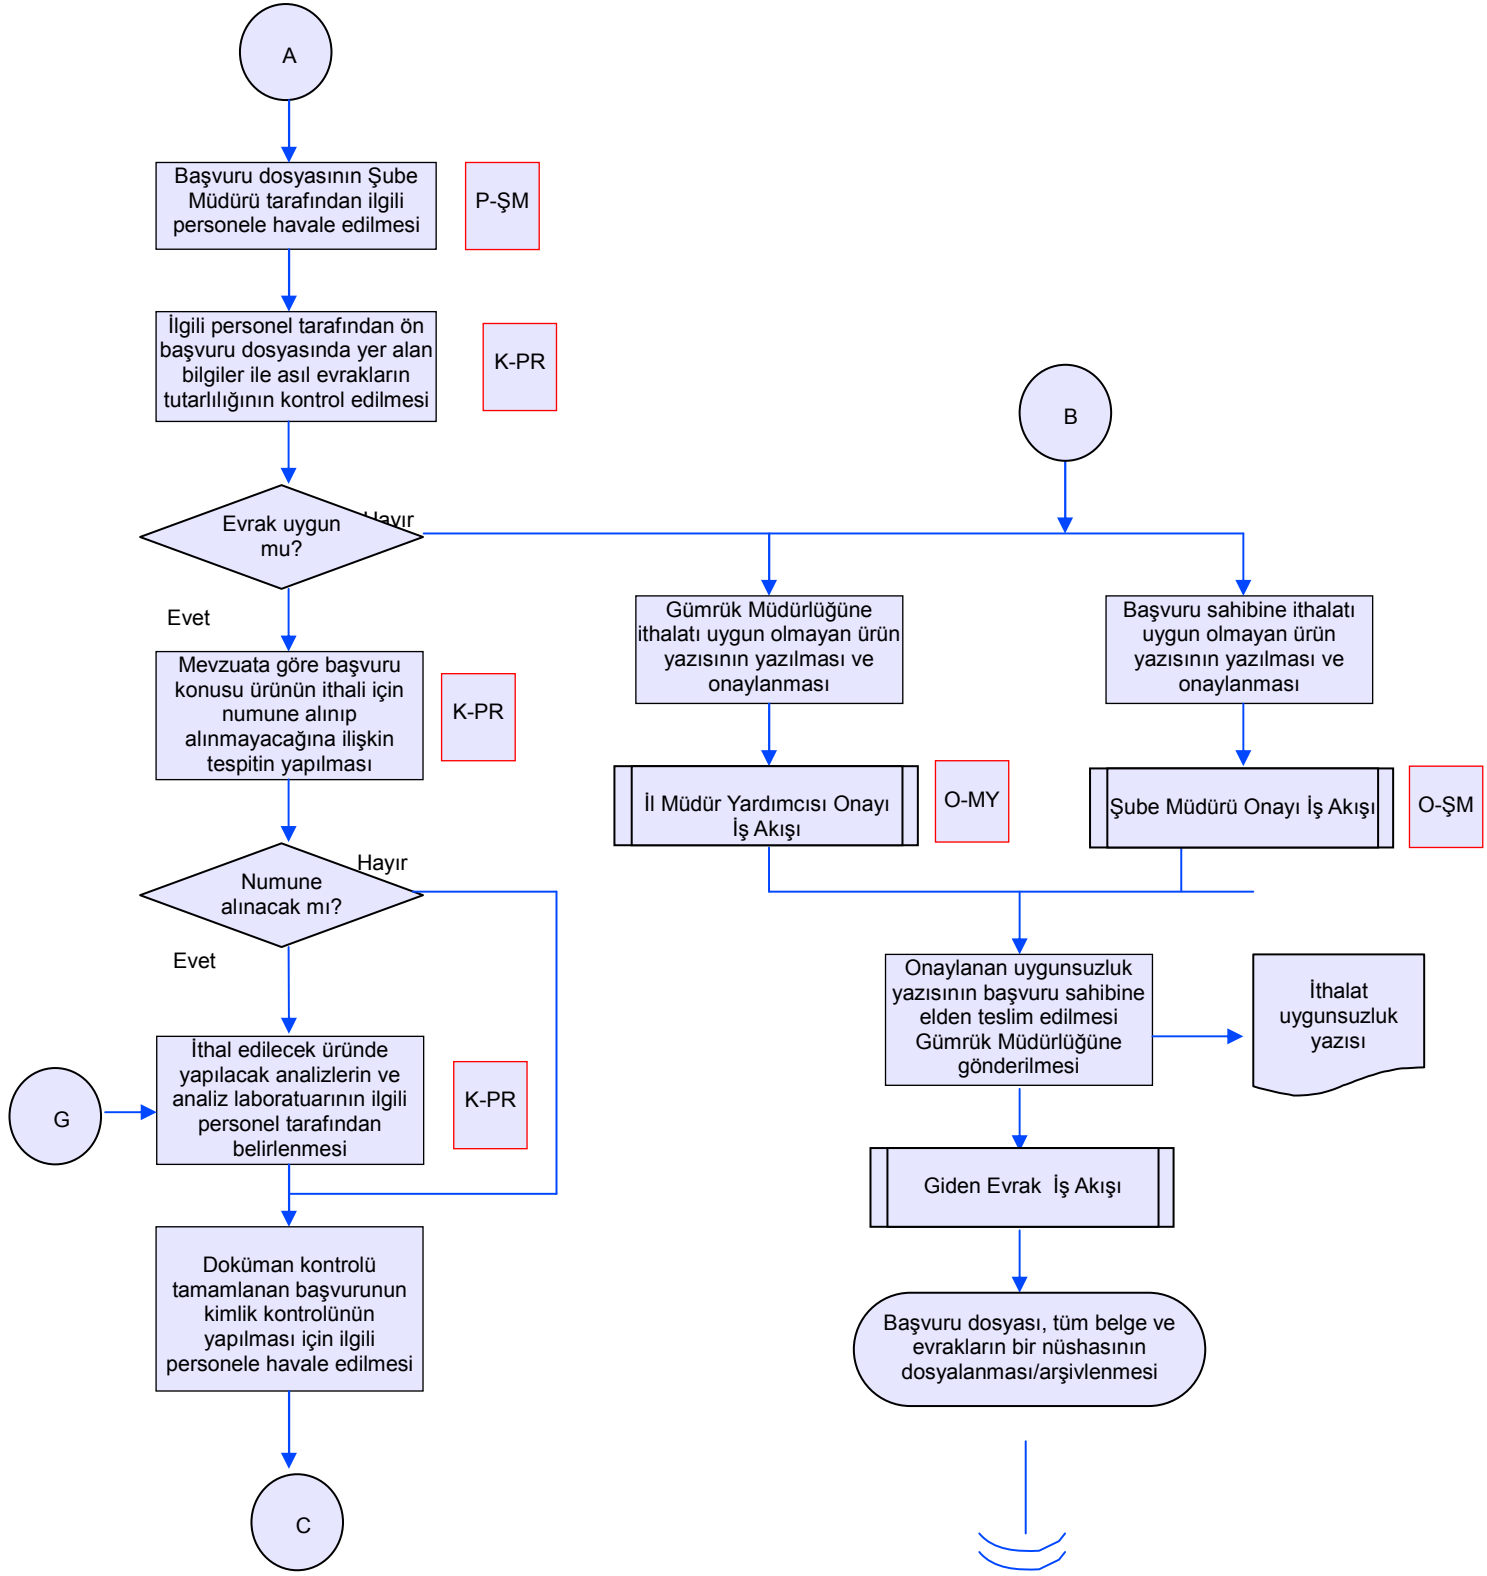 A
Başvuru dosyasının Şube
Müdürü tarafından ilgili
personele havale edilmesi
P-ŞM
İlgili personel tarafından ön
başvuru dosyasında yer alan
bilgiler ile asıl evrakların
tutarlılığının kontrol edilmesi
K-PR
B
Evrak uygun
mu?
Hayır
Evet
Mevzuata göre başvuru
konusu ürünün ithali için
numune alınıp
alınmayacağına ilişkin
tespitin yapılması
K-PR
Gümrük Müdürlüğüne
ithalatı uygun olmayan ürün
yazısının yazılması ve
onaylanması
Başvuru sahibine ithalatı
uygun olmayan ürün
yazısının yazılması ve
onaylanması
İl Müdür Yardımcısı Onayı
İş Akışı
O-MY
Şube Müdürü Onayı İş Akışı
O-ŞM
Numune
alınacak mı?
Hayır
Evet
Onaylanan uygunsuzluk
yazısının başvuru sahibine
elden teslim edilmesi
Gümrük Müdürlüğüne
gönderilmesi
İthalat
uygunsuzluk
yazısı
G
İthal edilecek üründe
yapılacak analizlerin ve
analiz laboratuarının ilgili
personel tarafından
belirlenmesi
K-PR
Giden Evrak İş Akışı
Doküman kontrolü
tamamlanan başvurunun
kimlik kontrolünün
yapılması için ilgili
personele havale edilmesi
Başvuru dosyası, tüm belge ve
evrakların bir nüshasının
dosyalanması/arşivlenmesi
C